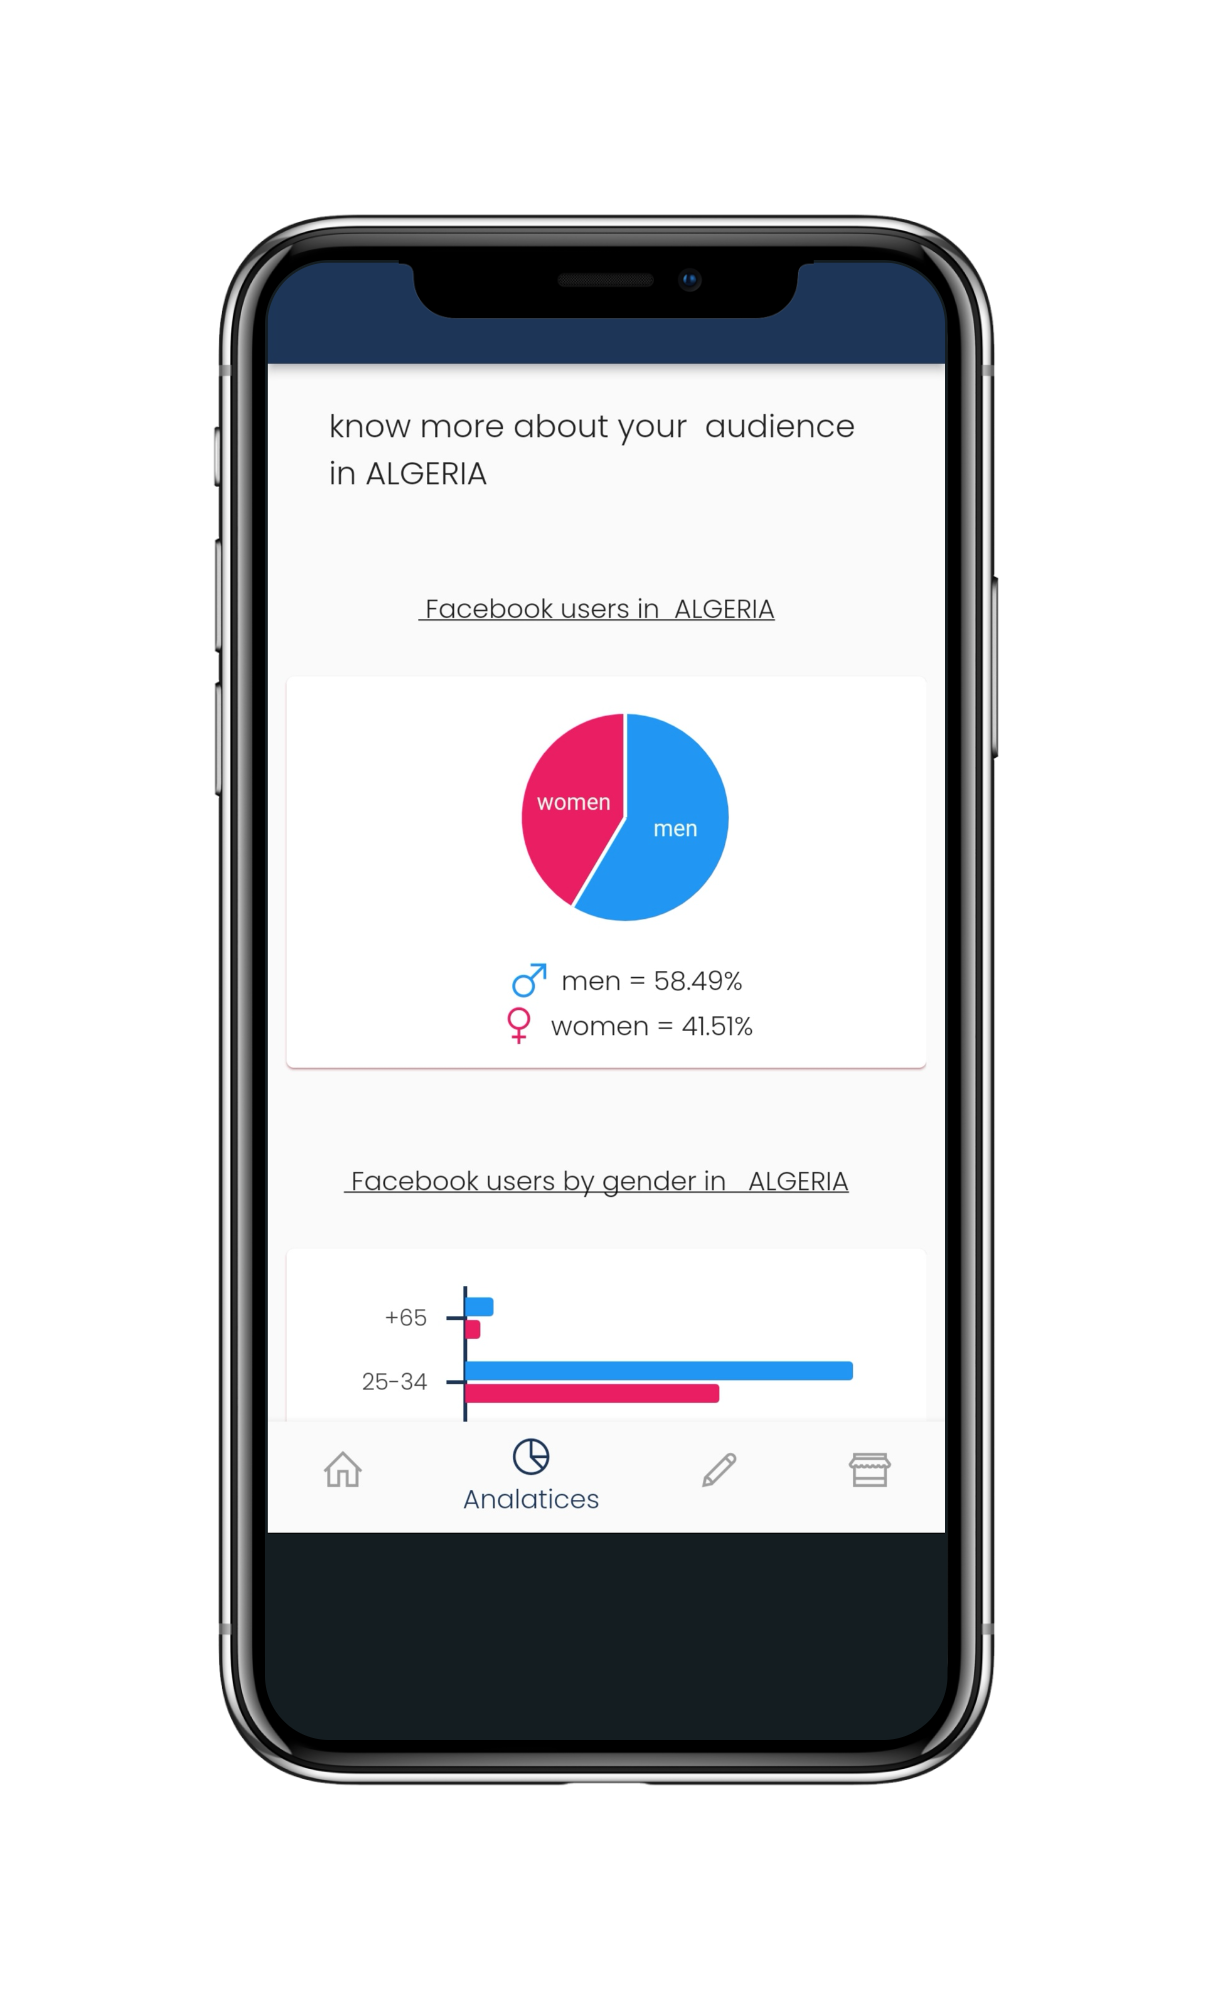 know more about your audience
in ALGERIA
Facebook users in ALGERIA
women
men
men = 58.49%
women = 41.51%
Facebook users by gender in ALGERIA
+65
25-34
Analatices